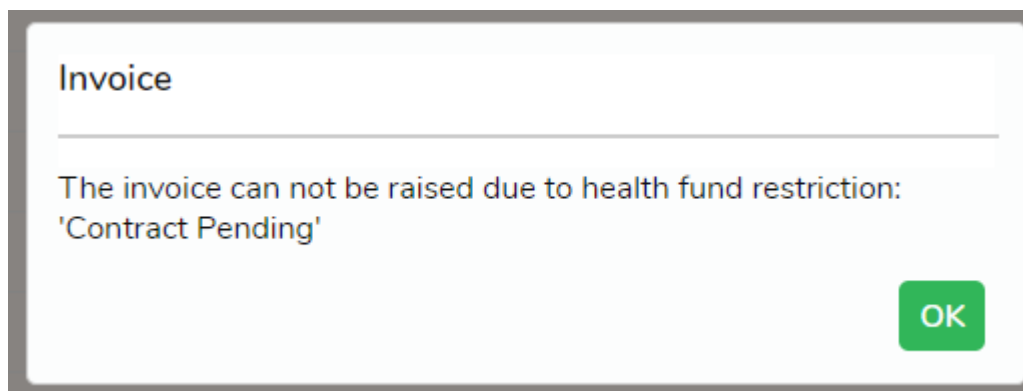 Invoice
The invoice can not be raised due to health fund restriction:
'Contract Pending'
OK